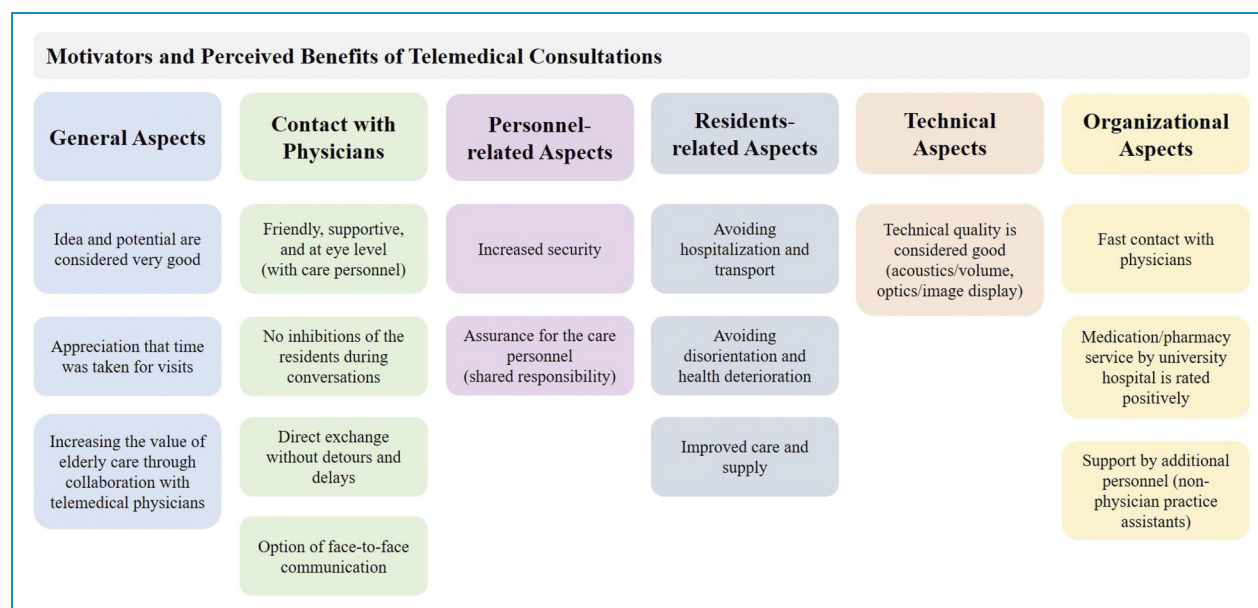 Motivators and Perceived Benefits of Telemedical Consultations
General Aspects
Idea and potential are
considered very good
Appreciation that time
was taken for visits
Increasing the value of
elderly care through
collaboration with
telemedical physicians
Contact with
Physicians
Friendly, supportive,
and at eye level
(with care personnel)
No inhibitions of the
residents during
conversations
Direct exchange
without detours and
delays
Option of face-to-face
communication
Personnel-
related Aspects
Increased security
Assurance for the care
personnel
(shared responsibility)
Residents-
related Aspects
Avoiding
hospitalization and
transport
Avoiding
disorientation and
health deterioration
Improved care and
supply
Technical
Aspects
Technical quality is
considered good
(acoustics/volume,
optics/image display)
Organizational
Aspects
Fast contact with
physicians
Medication/pharmacy
service by university
hospital is rated
positively
Support by additional
personnel (non-
physician practice
assistants)